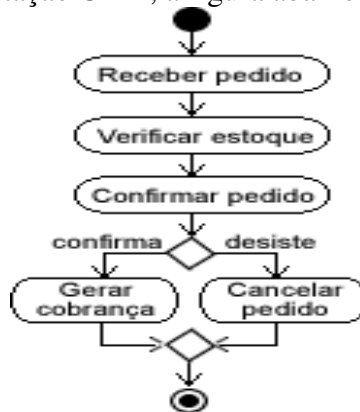 Receber pedido
Verificar estoque
Confirmar pedido
confirma desiste
Gerar cobrança
Cancelar pedido